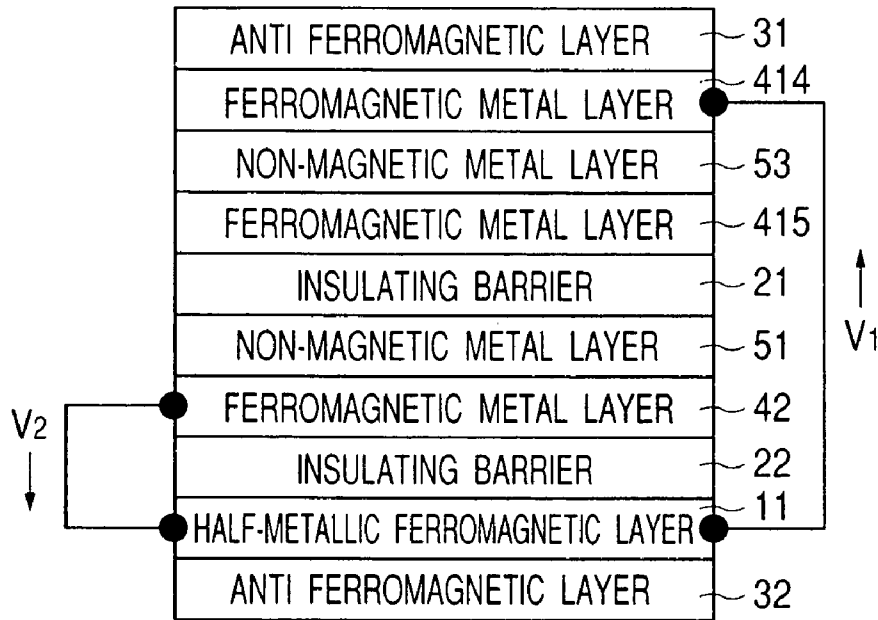 ANTI FERROMAGNETIC LAYER 31
414
FERROMAGNETIC METAL LAYER
NON-MAGNETIC METAL LAYER 53
FERROMAGNETIC METAL LAYER 415
INSULATING BARRIER 21
NON-MAGNETIC METAL LAYER 51
V1
FERROMAGNETIC METAL LAYER 42
V2
INSULATING BARRIER 22
11
HALF-METALLIC FERROMAGNETIC LAYER
ANTI FERROMAGNETIC LAYER 32